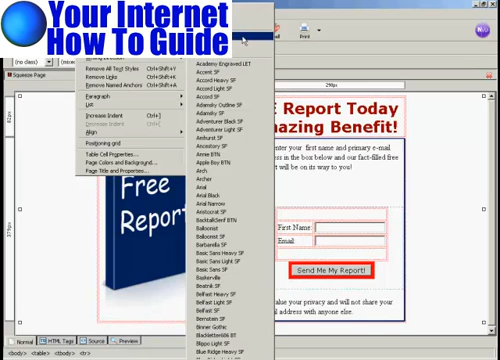 Your Internet
How To Guide
Print
(no class)
Squeeze Page
290px
Remove All Text Styles Ctrl+Shift+Y
Remove Links Ctrl+Shift+K
Remove Named Anchors Ctrl+Shift+R
Paragraph
List
Increase Indent Ctrl+]
Decrease Indent Ctrl+[
Align
Positioning grid
Table Cell Properties...
Page Colors and Background...
Page Title and Properties...
Academy Engraved LET
Accent SF
Accord Heavy SF
Accord Light SF
Accord SF
Adamsky Outline SF
Adamsky SF
Adventurer Black SF
Adventurer Light SF
Amherst SF
Ancestory SF
Anne BTN
Apple Boy BTN
Arch
Archer
Arial
Arial Black
Arial Narrow
Aristocrat SF
BacktalkSerif BTN
Balloonist
Balloonist SF
Barbarella SF
Basic Sans Heavy SF
Basic Sans Light SF
Basic Sans SF
Baskerville
Beatnik SF
Belfast Heavy SF
Belfast Light SF
Belfast SF
Bernstein SF
Binner Gothic
Blackletter686 BT
Blippo Light SF
Blue Ridge Heavy SF
E Report Today
azing Benefit!
enter your first name and primary e-mail
ess in the box below and our fact-filled free
t will be on its way to you!
Free
Report
First Name:
Email:
Send Me My Report!
value your privacy and will not share your
il address with anyone else.
Normal HTML Tags Source Preview
<body> <table> <tbody> <tr> <td>